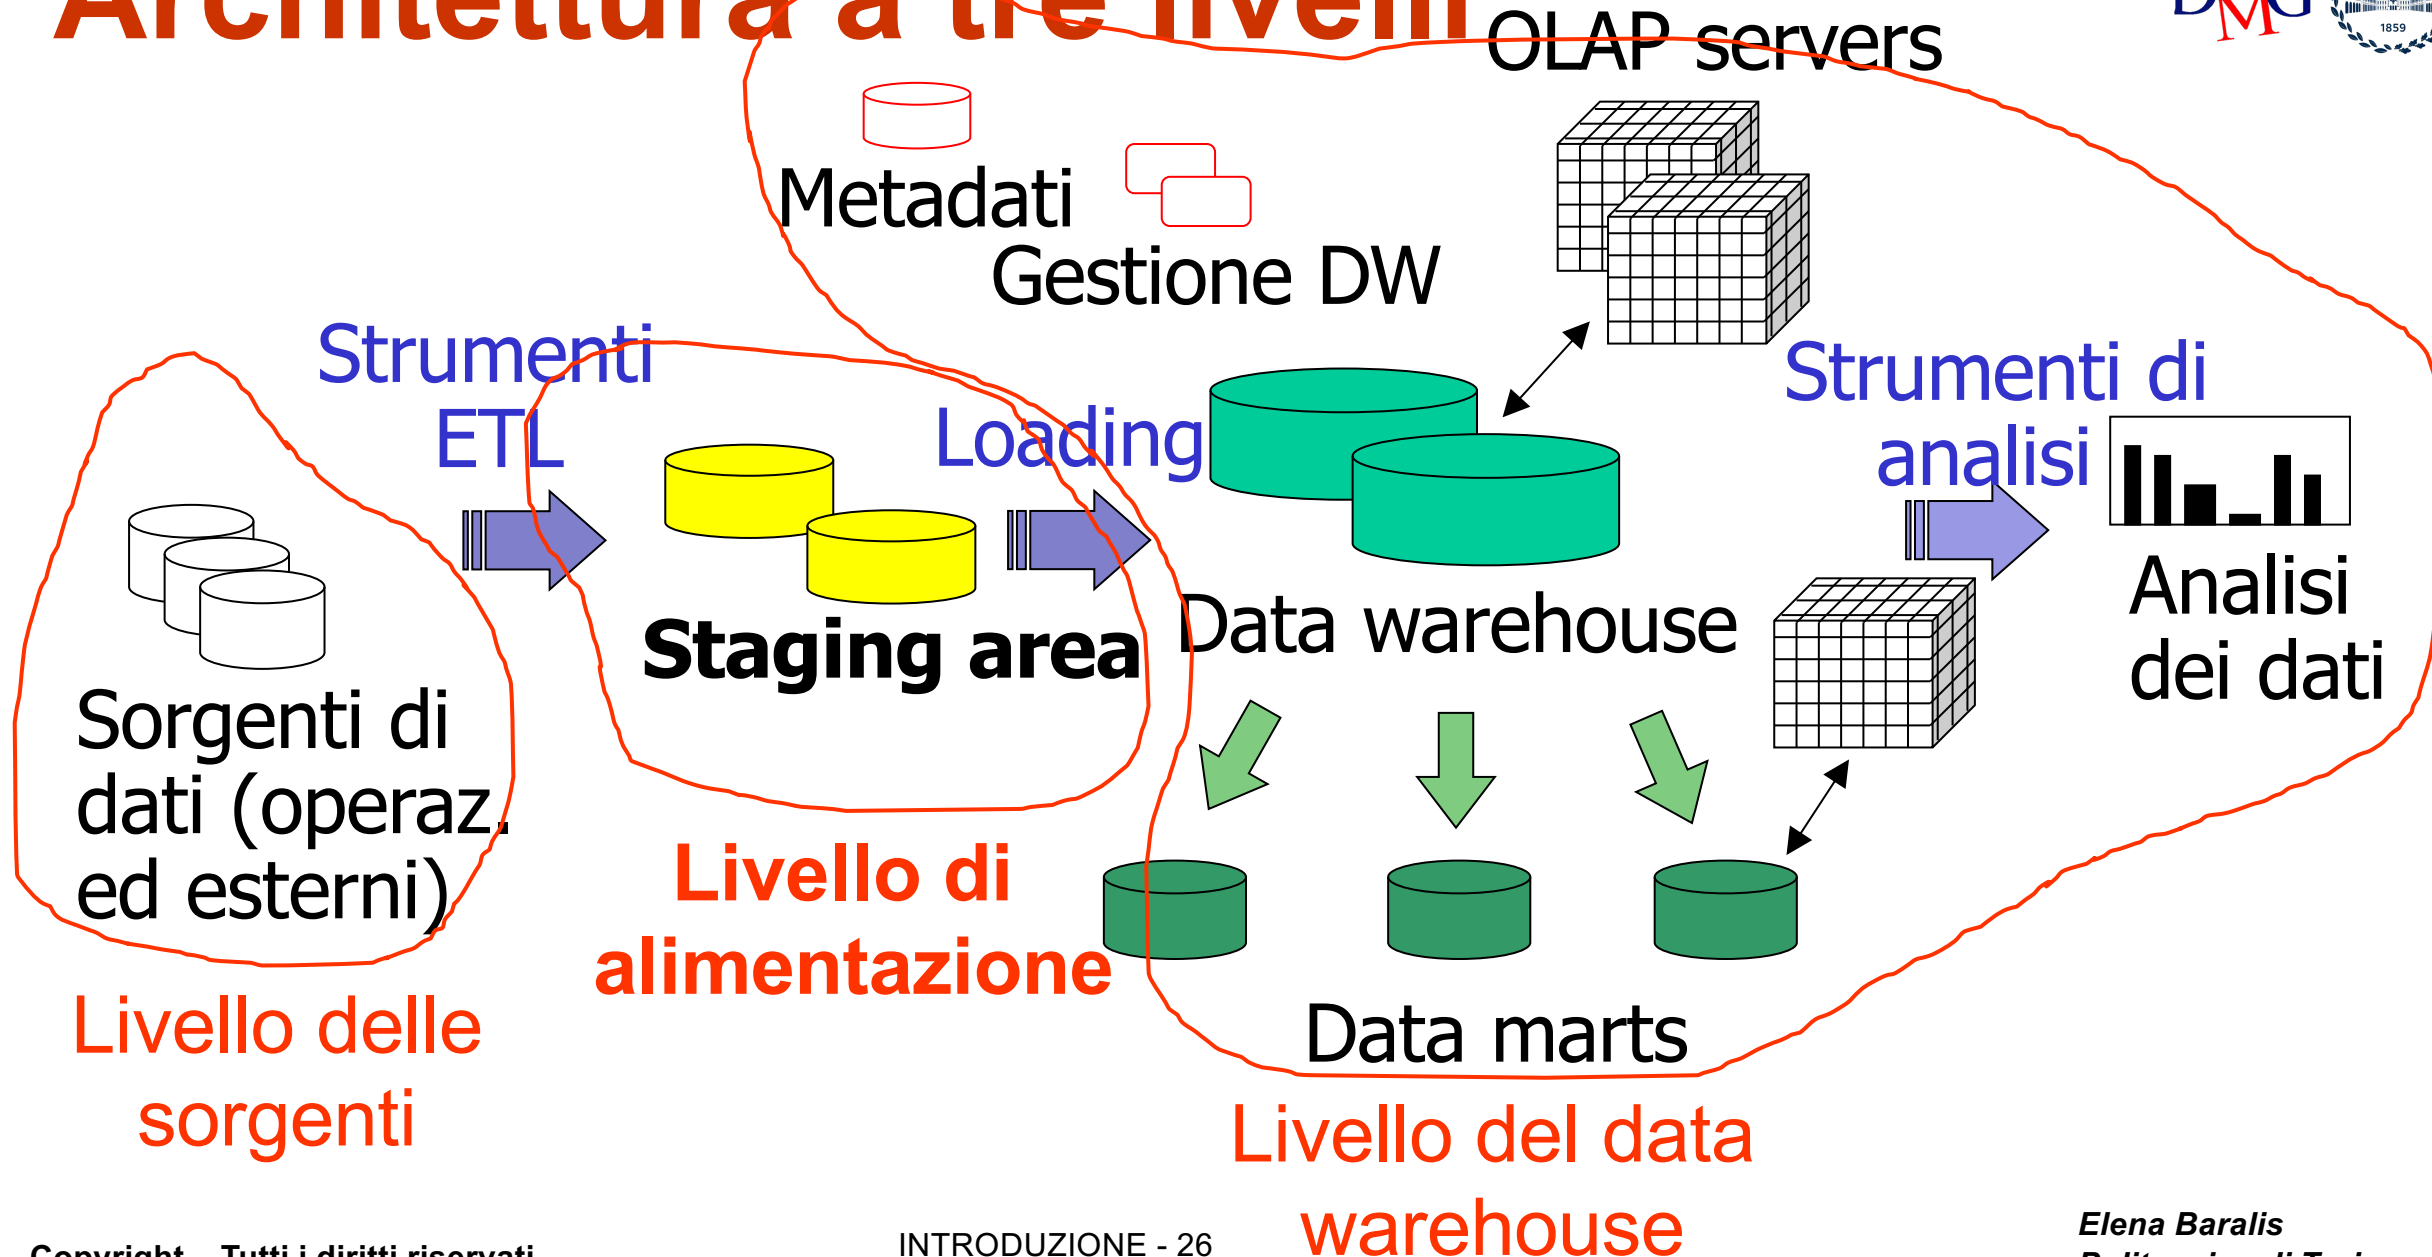 Architettura a tre livelli
DMG
1859
OLAP servers
Metadati
Gestione DW
Strumenti
ETL
Loading
Strumenti di
analisi
Staging area
Data warehouse
Analisi
dei dati
Sorgenti di
dati (operaz.
ed esterni)
Livello di
alimentazione
Livello delle
sorgenti
Data marts
Livello del data
warehouse
Copyright – Tutti i diritti riservati
INTRODUZIONE - 26
Elena Baralis